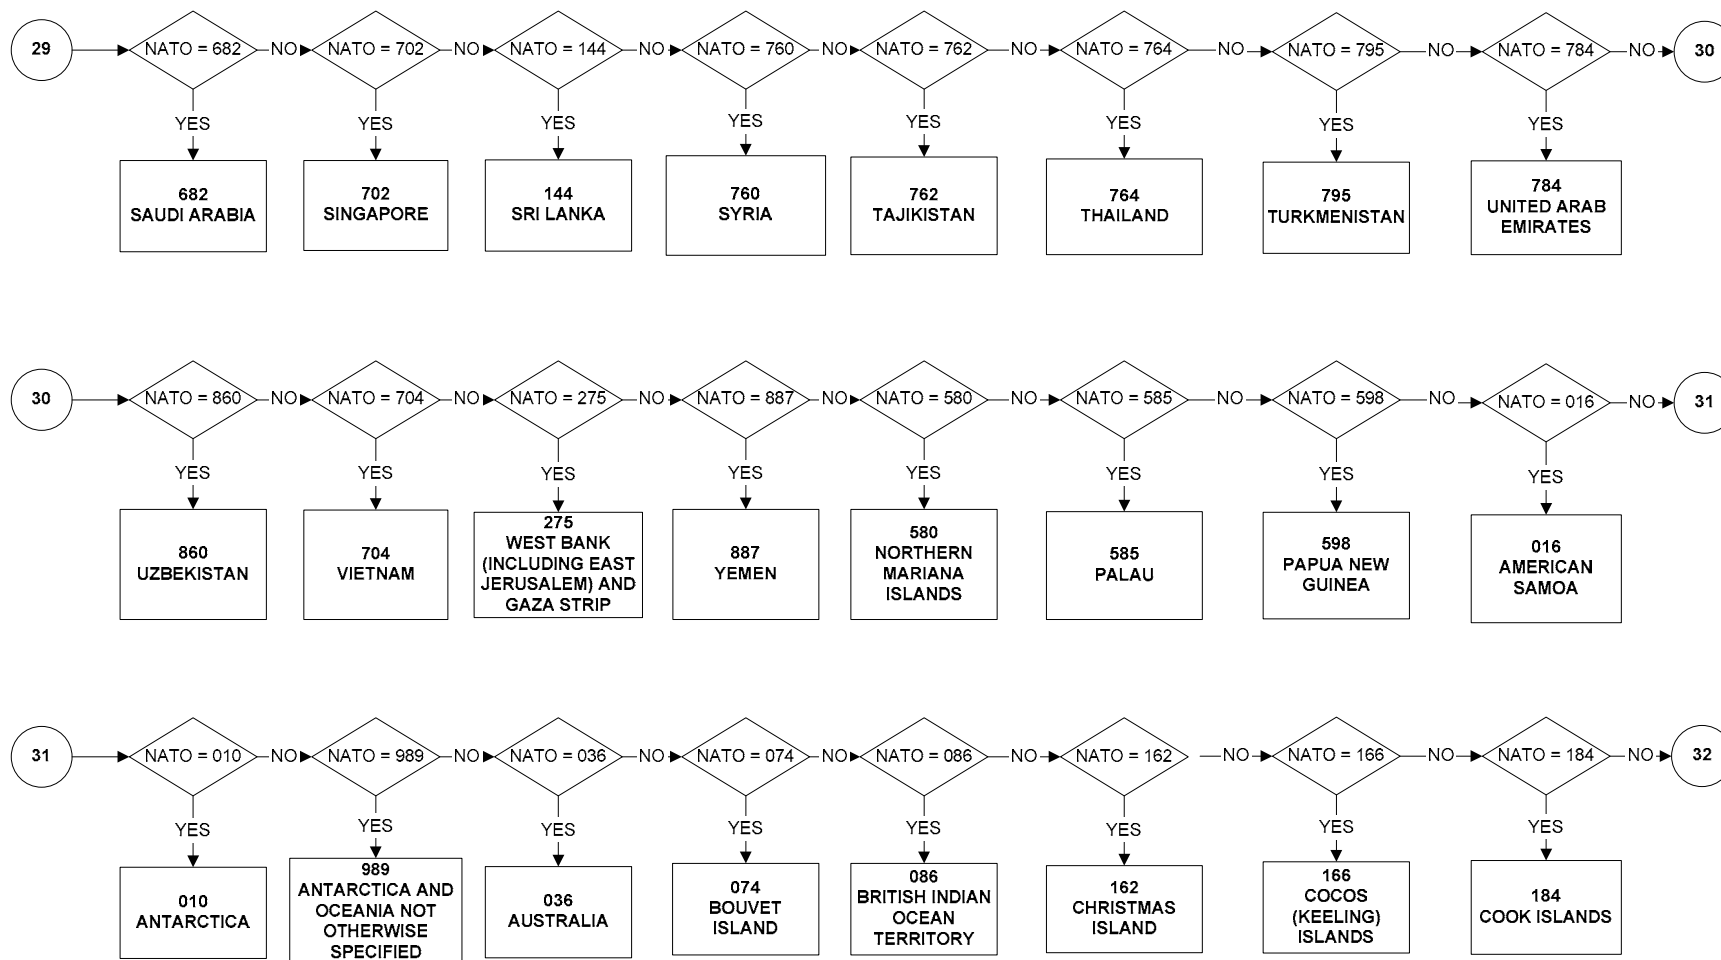 29
NATO = 682
NO
NATO = 702
NO
NATO = 144
NO
NATO = 760
NO
NATO = 762
NO
NATO = 764
NO
NATO = 795
NO
NATO = 784
NO
30
YES
YES
YES
YES
YES
YES
YES
YES
682
SAUDI ARABIA
702
SINGAPORE
144
SRI LANKA
760
SYRIA
762
TAJIKISTAN
764
THAILAND
795
TURKMENISTAN
784
UNITED ARAB
EMIRATES
30
NATO = 860
NO
NATO = 704
NO
NATO = 275
NO
NATO = 887
NO
NATO = 580
NO
NATO = 585
NO
NATO = 598
NO
NATO = 016
NO
31
YES
YES
YES
YES
YES
YES
YES
YES
860
UZBEKISTAN
704
VIETNAM
275
WEST BANK
(INCLUDING EAST
JERUSALEM) AND
GAZA STRIP
887
YEMEN
580
NORTHERN
MARIANA
ISLANDS
585
PALAU
598
PAPUA NEW
GUINEA
016
AMERICAN
SAMOA
31
NATO = 010
NO
NATO = 989
NO
NATO = 036
NO
NATO = 074
NO
NATO = 086
NO
NATO = 162
NO
NATO = 166
NO
NATO = 184
NO
32
YES
YES
YES
YES
YES
YES
YES
YES
010
ANTARCTICA
989
ANTARCTICA AND
OCEANIA NOT
OTHERWISE
SPECIFIED
036
AUSTRALIA
074
BOUVET
ISLAND
086
BRITISH INDIAN
OCEAN
TERRITORY
162
CHRISTMAS
ISLAND
166
COCOS
(KEELING)
ISLANDS
184
COOK ISLANDS